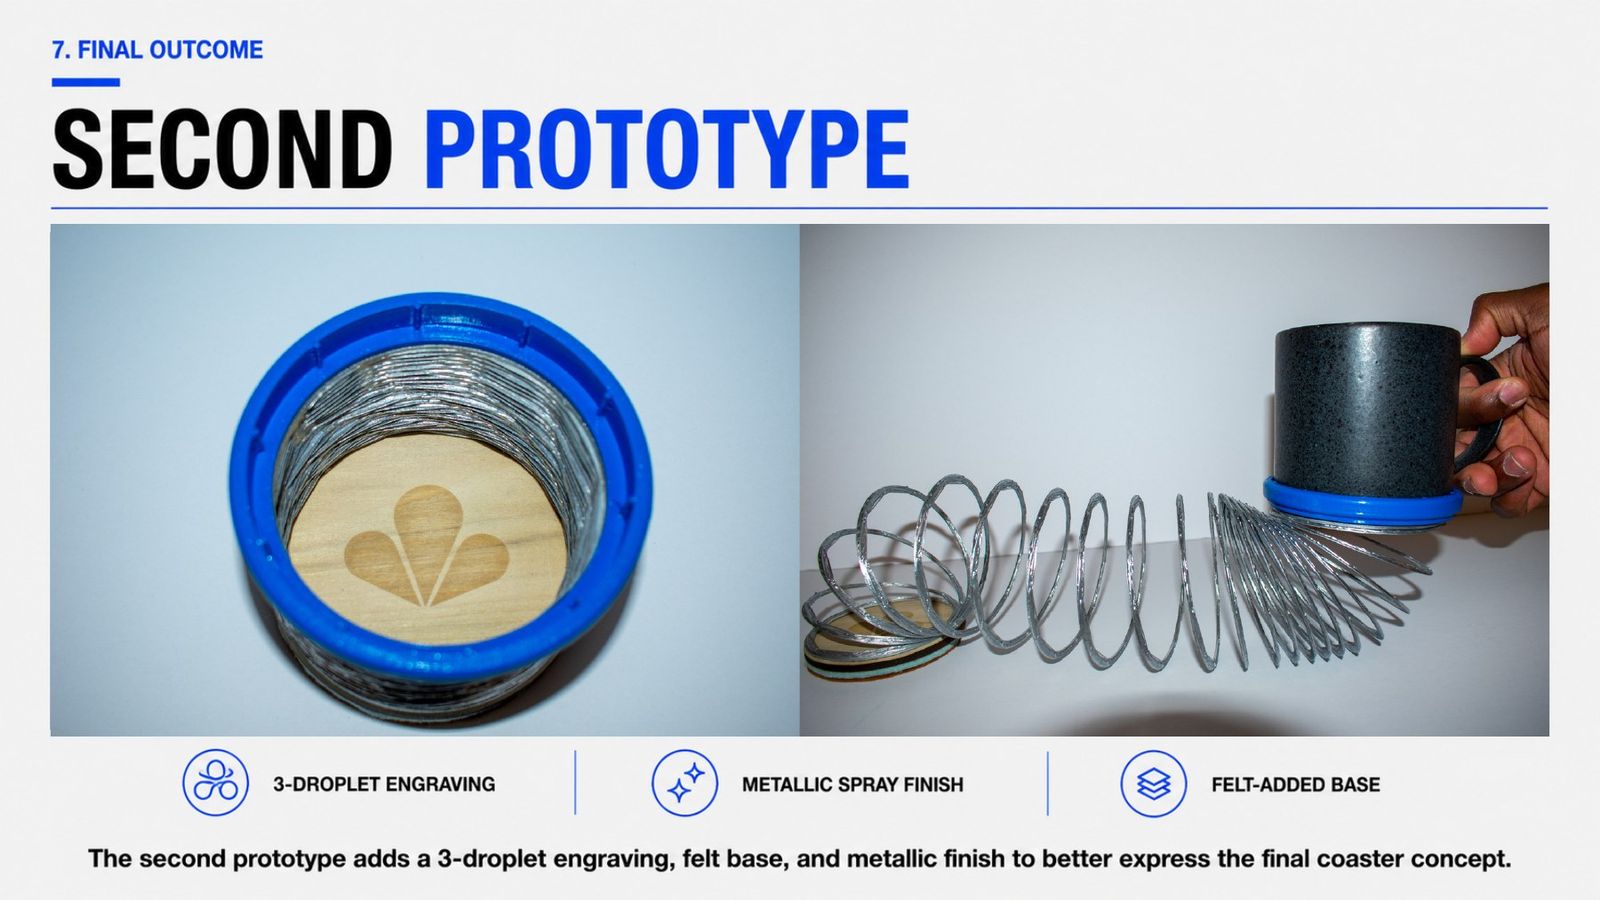 7. FINAL OUTCOME
SECOND PROTOTYPE
3-DROPLET ENGRAVING
METALLIC SPRAY FINISH
FELT-ADDED BASE
The second prototype adds a 3-droplet engraving, felt base, and metallic finish to better express the final coaster concept.